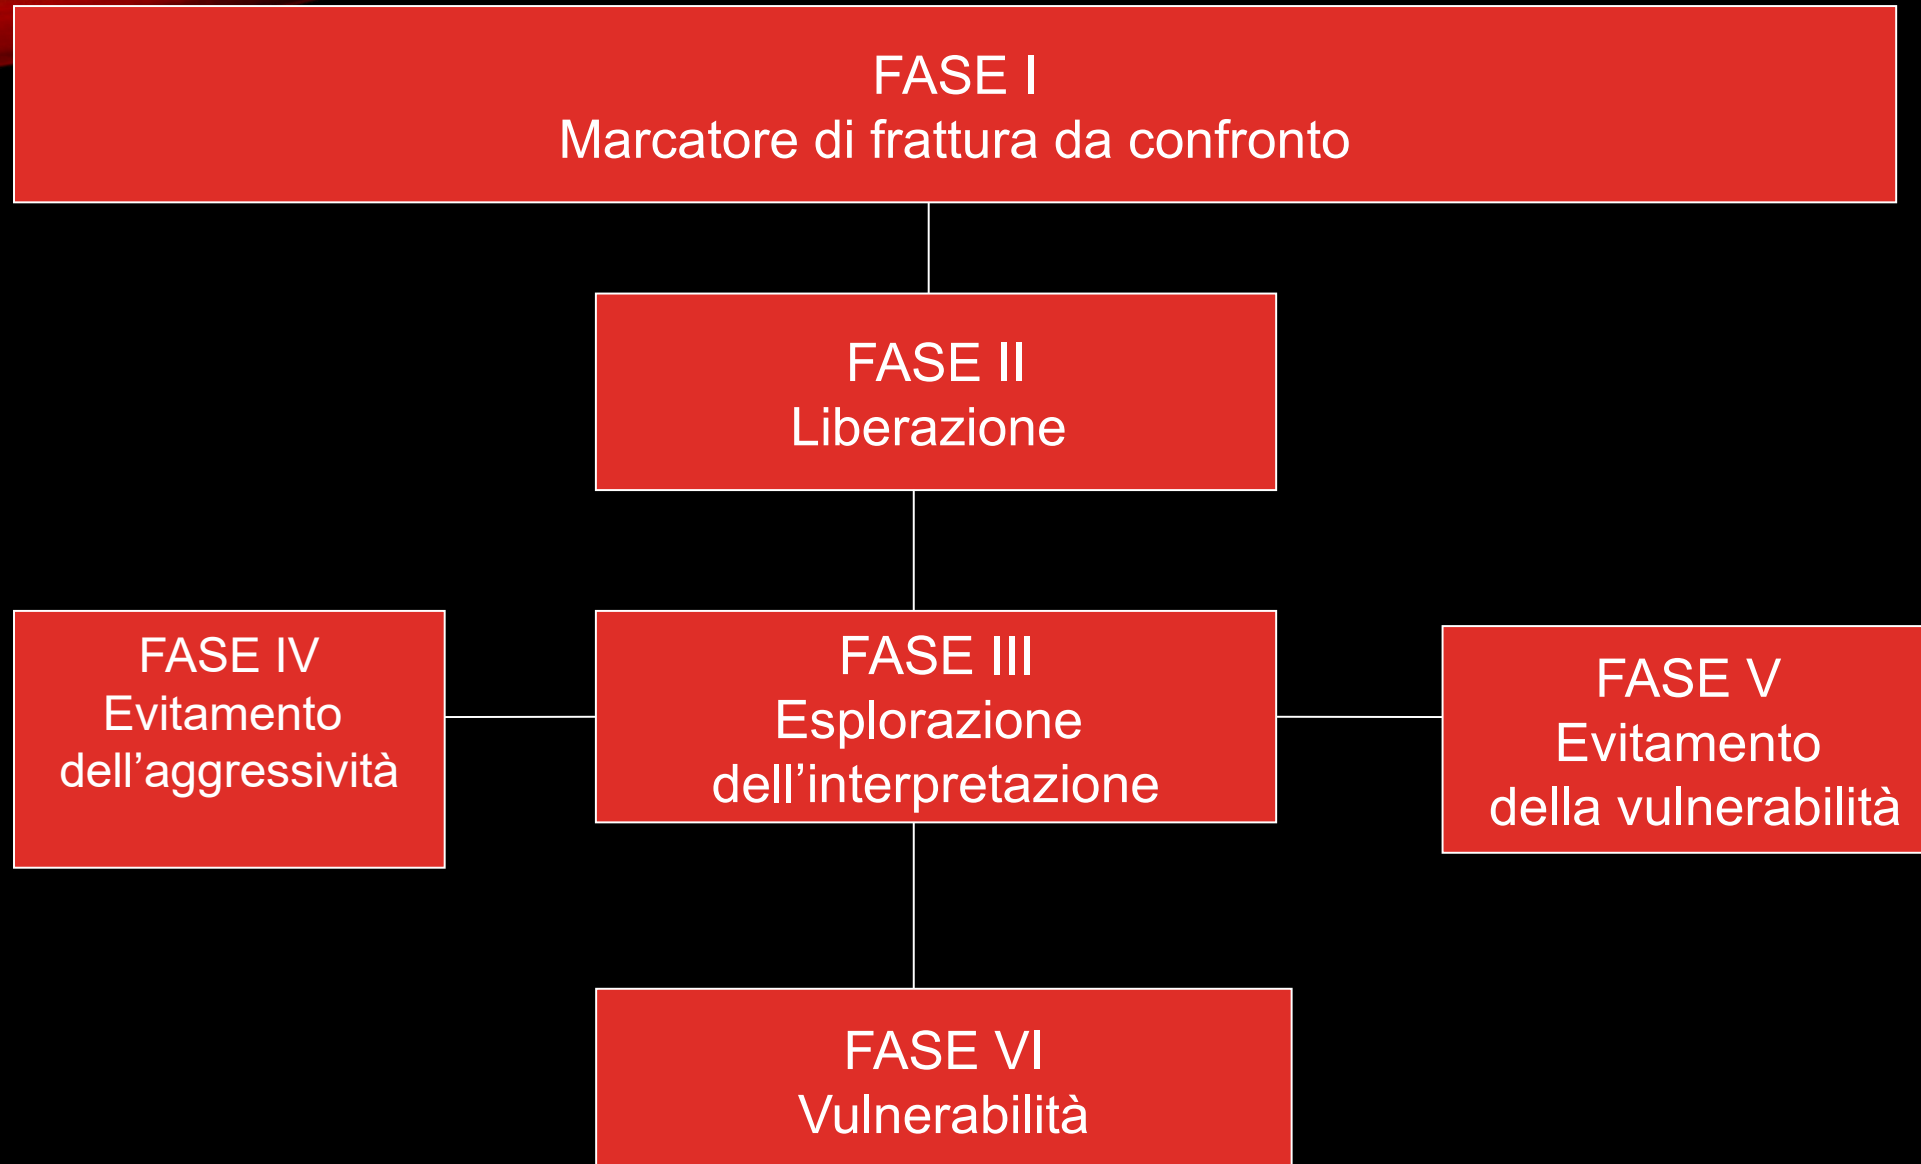 FASE I
Marcatore di frattura da confronto
FASE II
Liberazione
FASE IV
Evitamento
dell’aggressività
FASE III
Esplorazione
dell’interpretazione
FASE V
Evitamento
della vulnerabilità
FASE VI
Vulnerabilità